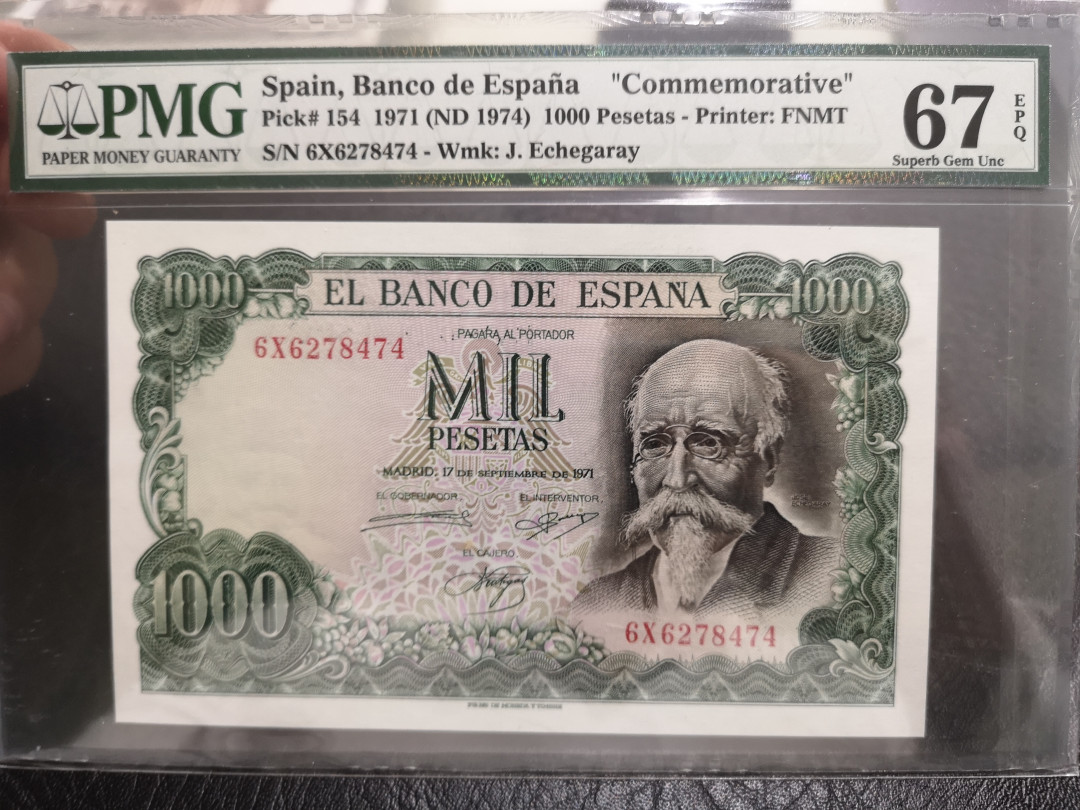 PMG
PAPER MONEY GUARANTY
Spain, Banco de España "Commemorative"
Pick# 154 1971 (ND 1974) 1000 Pesetas - Printer: FNMT
S/N 6X6278474 - Wmk: J. Echegaray
67
EPQ
Superb Gem Unc
1000
EL BANCO DE ESPAÑA
1000
PAGARA AL PORTADOR
6X6278474
MIL
PESETAS
MADRID, 17 DE SEPTIEMBRE DE 1971
EL GOBERNADOR, EL INTERVENTOR,
EL CAJERO,
1000
6X6278474